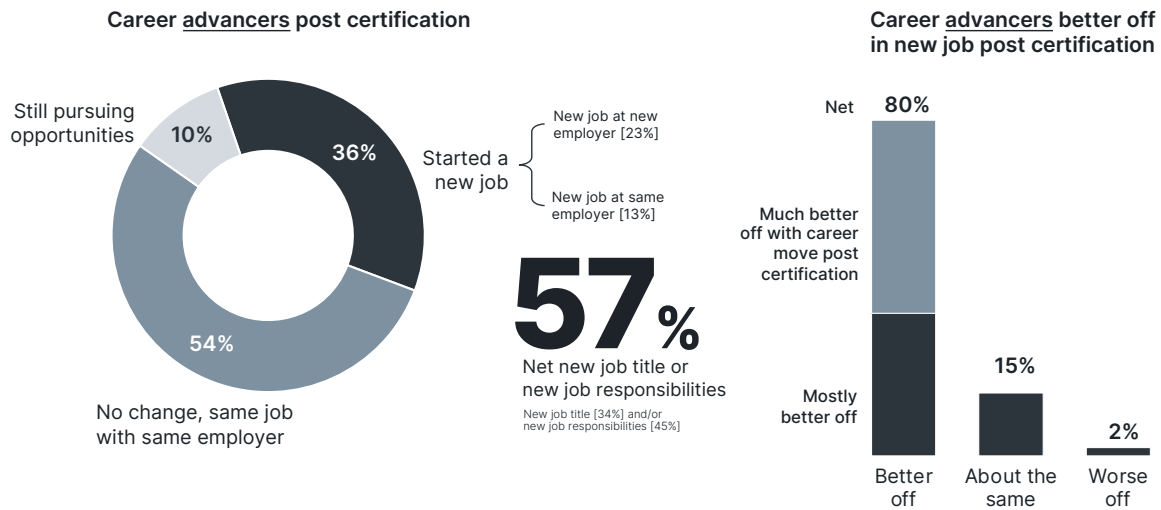 Career advancers post certification
Still pursuing
opportunities
10%
36%
Started a
new job
New job at new
employer [23%]
New job at same
employer [13%]
54%
No change, same job
with same employer
57%
Net new job title or
new job responsibilities
New job title [34%] and/or
new job responsibilities [45%]
Career advancers better off
in new job post certification
Net
80%
Much better
off with career
move post
certification
Mostly
better off
15%
2%
Better
off
About the
same
Worse
off